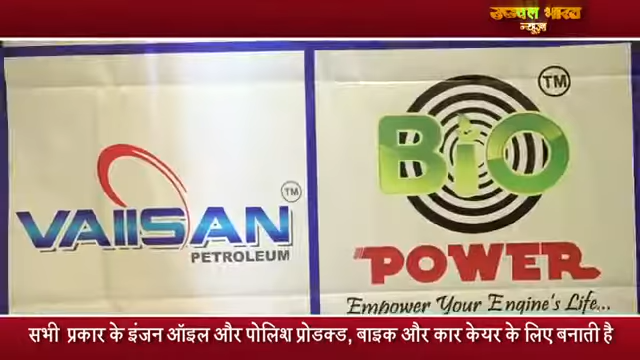 उज्ज्वल भारत
न्यूज़
VAIISAN
TM
PETROLEUM
TM
BiO
POWER
Empower Your Engine's Life...
सभी प्रकार के इंजन ऑइल और पोलिश प्रोडक्ड, बाइक और कार केयर के लिए बनाती है